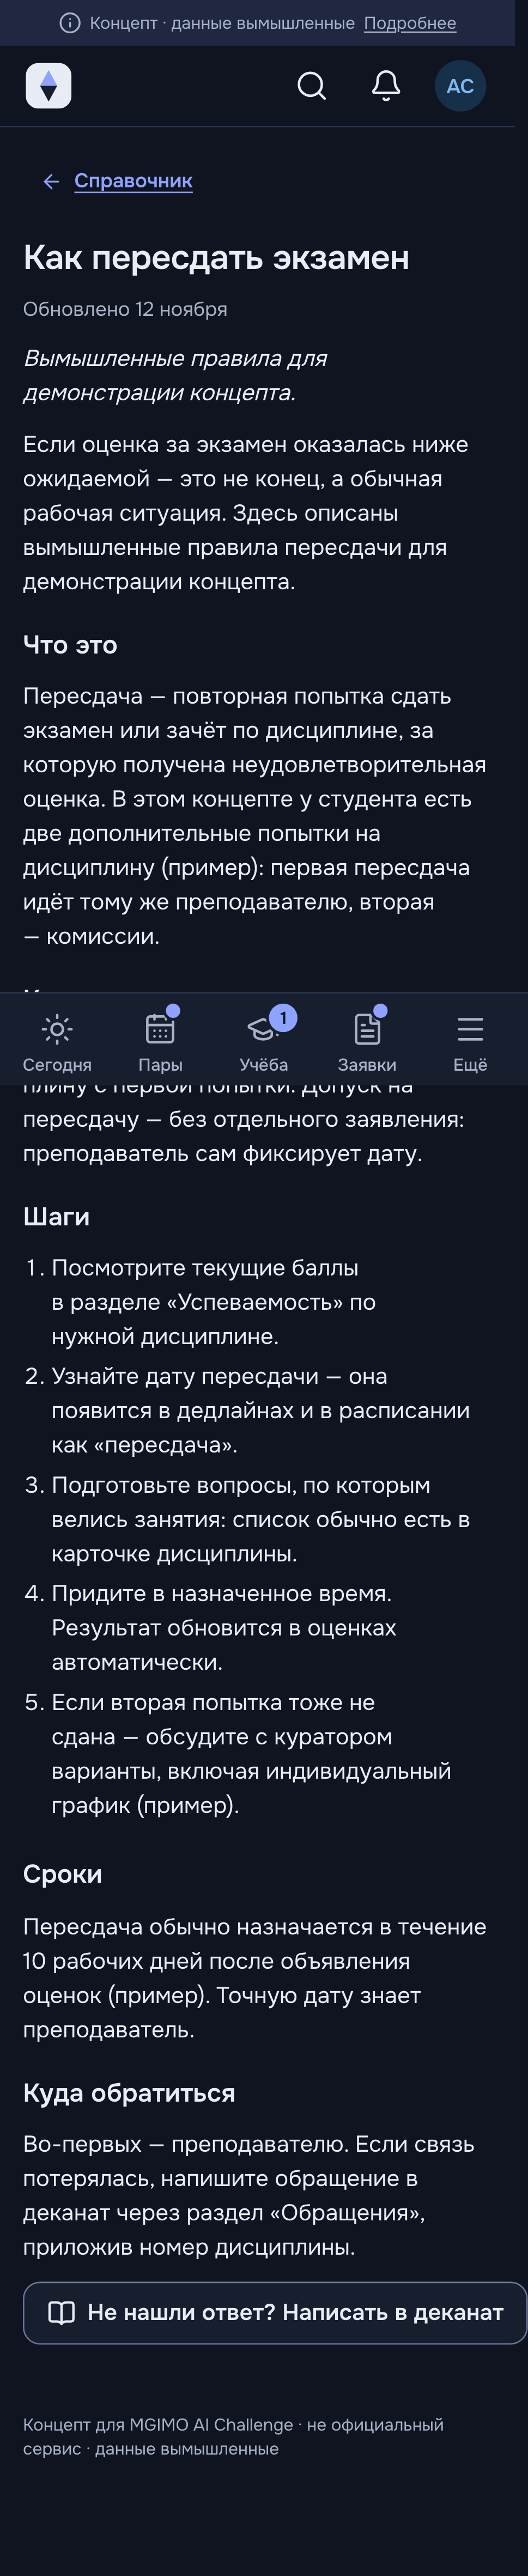 Концепт · данные вымышленные Подробнее
АС
Справочник
Как пересдать экзамен
Обновлено 12 ноября
Вымышленные правила для
демонстрации концепта.
Если оценка за экзамен оказалась ниже
ожидаемой — это не конец, а обычная
рабочая ситуация. Здесь описаны
вымышленные правила пересдачи для
демонстрации концепта.
Что это
Пересдача — повторная попытка сдать
экзамен или зачёт по дисциплине, за
которую получена неудовлетворительная
оценка. В этом концепте у студента есть
две дополнительные попытки на
дисциплину (пример): первая пересдача
идёт тому же преподавателю, вторая
— комиссии.
1
Сегодня Пары Учёба Заявки Ещё
плину с первой попытки. Допуск на
пересдачу — без отдельного заявления:
преподаватель сам фиксирует дату.
Шаги
1. Посмотрите текущие баллы
в разделе «Успеваемость» по
нужной дисциплине.
2. Узнайте дату пересдачи — она
появится в дедлайнах и в расписании
как «пересдача».
3. Подготовьте вопросы, по которым
велись занятия: список обычно есть в
карточке дисциплины.
4. Придите в назначенное время.
Результат обновится в оценках
автоматически.
5. Если вторая попытка тоже не
сдана — обсудите с куратором
варианты, включая индивидуальный
график (пример).
Сроки
Пересдача обычно назначается в течение
10 рабочих дней после объявления
оценок (пример). Точную дату знает
преподаватель.
Куда обратиться
Во-первых — преподавателю. Если связь
потерялась, напишите обращение в
деканат через раздел «Обращения»,
приложив номер дисциплины.
Не нашли ответ? Написать в деканат
Концепт для MGIMO AI Challenge · не официальный
сервис · данные вымышленные